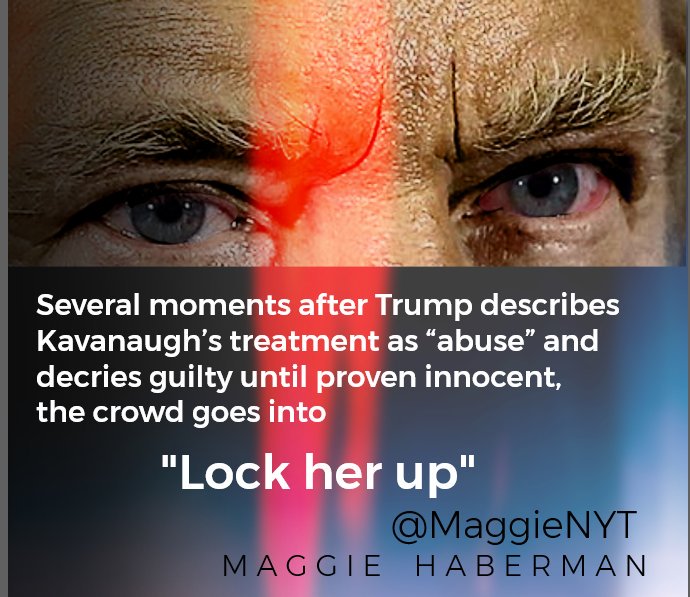 Several moments after Trump describes
Kavanaugh’s treatment as “abuse” and
decries guilty until proven innocent,
the crowd goes into
"Lock her up"
@MaggieNYT
MAGGIE HABERMAN